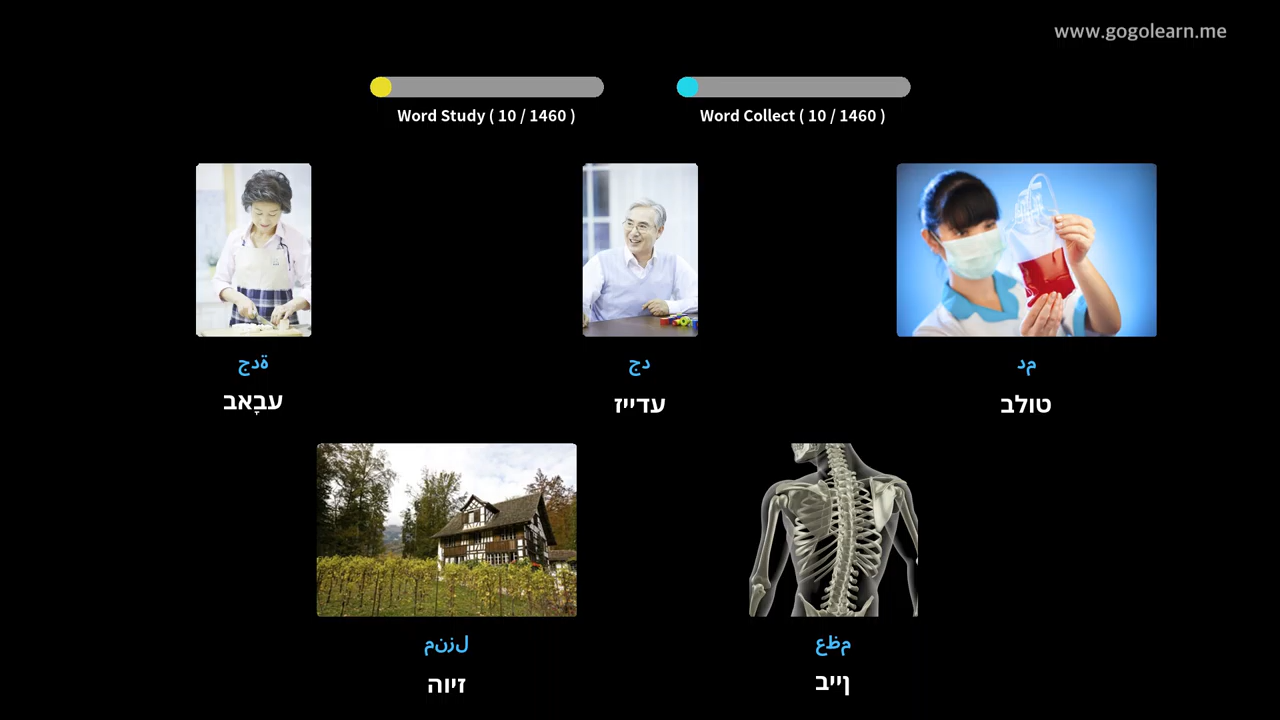 www.gogolearn.me
Word Study ( 10 / 1460 )
Word Collect ( 10 / 1460 )
ةدج
دج
مد
עבָאב
עדייז
טולב
لزنم
مظع
זיוה
ןייב